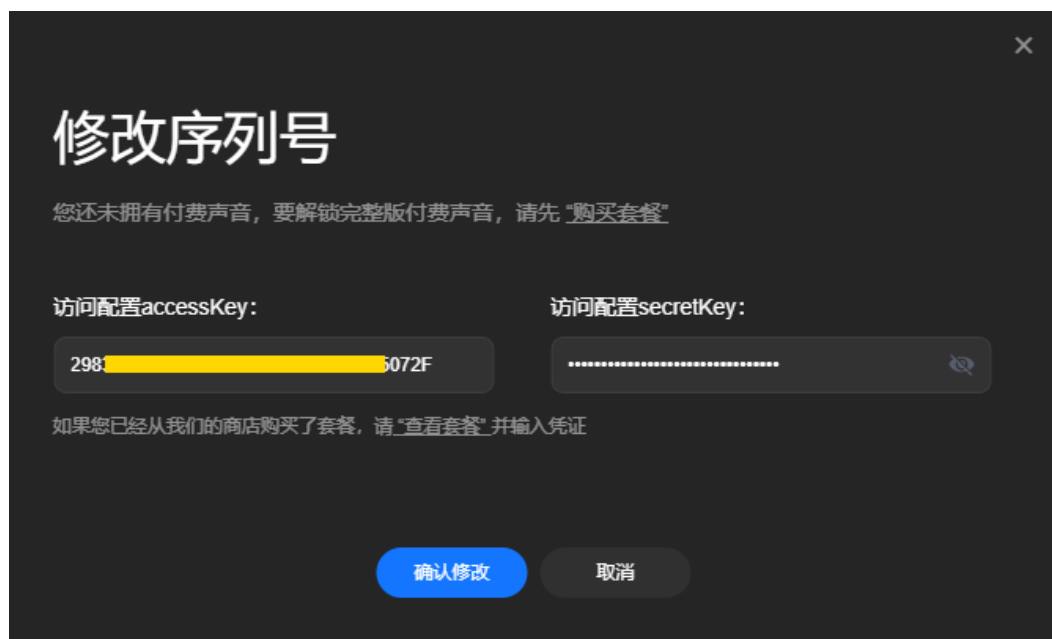 修改序列号
您还未拥有付费声音，要解锁完整版付费声音，请先 "购买套餐"
访问配置accessKey：
访问配置secretKey：
298
5072F
如果您已经从我们的商店购买了套餐，请 "查看套餐" 并输入凭证
确认修改
取消